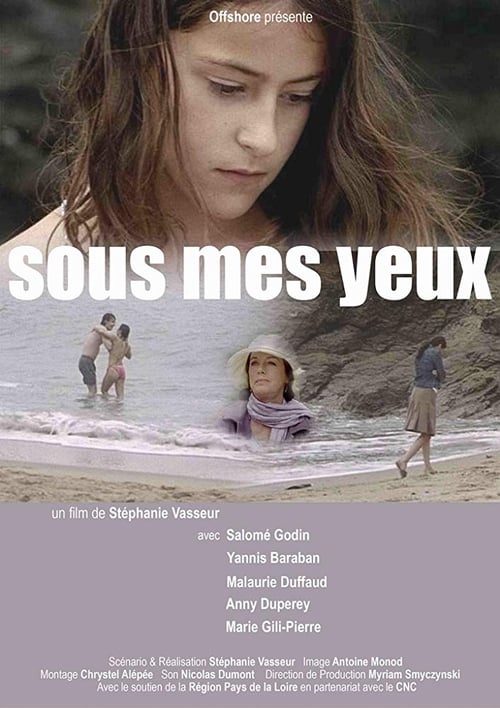 Offshore présente
sous mes yeux
un film de Stéphanie Vasseur
avec Salomé Godin
Yannis Baraban
Malaurie Duffaud
Anny Duperey
Marie Gili-Pierre
Scénario & Réalisation Stéphanie Vasseur Image Antoine Monod
Montage Chrystel Alépée Son Nicolas Dumont Direction de Production Myriam Smyczynski
Avec le soutien de la Région Pays de la Loire en partenariat avec le CNC